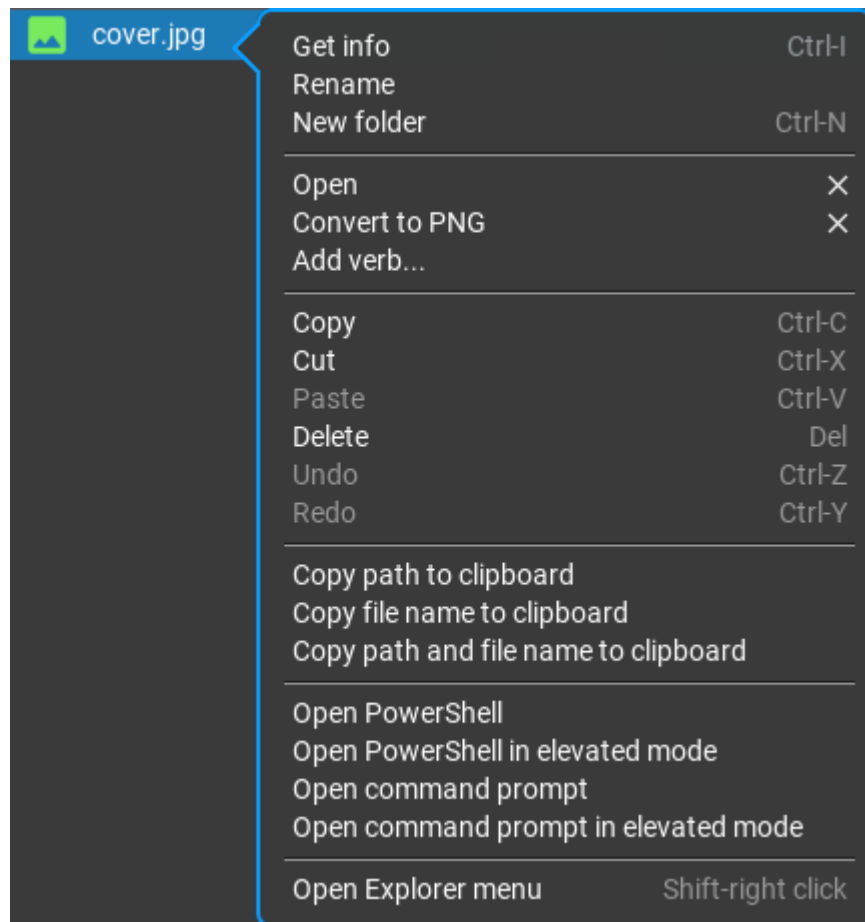 cover.jpg
Get info Ctrl-I
Rename
New folder Ctrl-N
Open
Convert to PNG
Add verb...
Copy Ctrl-C
Cut Ctrl-X
Paste Ctrl-V
Delete Del
Undo Ctrl-Z
Redo Ctrl-Y
Copy path to clipboard
Copy file name to clipboard
Copy path and file name to clipboard
Open PowerShell
Open PowerShell in elevated mode
Open command prompt
Open command prompt in elevated mode
Open Explorer menu Shift-right click